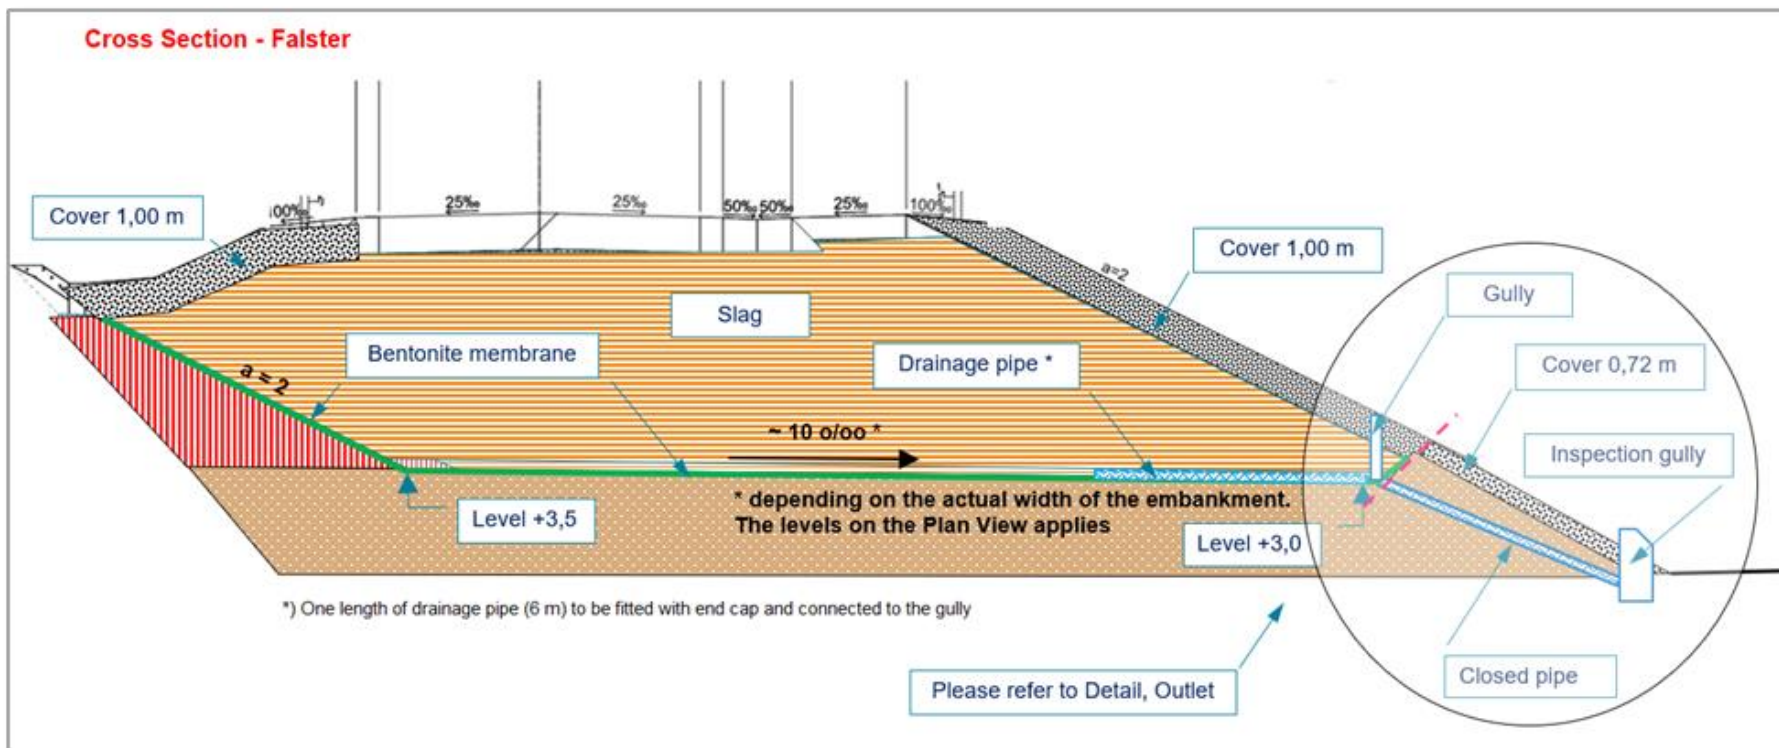 Cross Section - Falster
Cover 1,00 m
100‰
25‰
25‰
50‰ 50‰
25‰
100‰
Cover 1,00 m
a=2
Gully
Slag
Bentonite membrane
Drainage pipe *
Cover 0,72 m
a = 2
~ 10 o/oo *
Inspection gully
* depending on the actual width of the embankment.
The levels on the Plan View applies
Level +3,5
Level +3,0
*) One length of drainage pipe (6 m) to be fitted with end cap and connected to the gully
Please refer to Detail, Outlet
Closed pipe